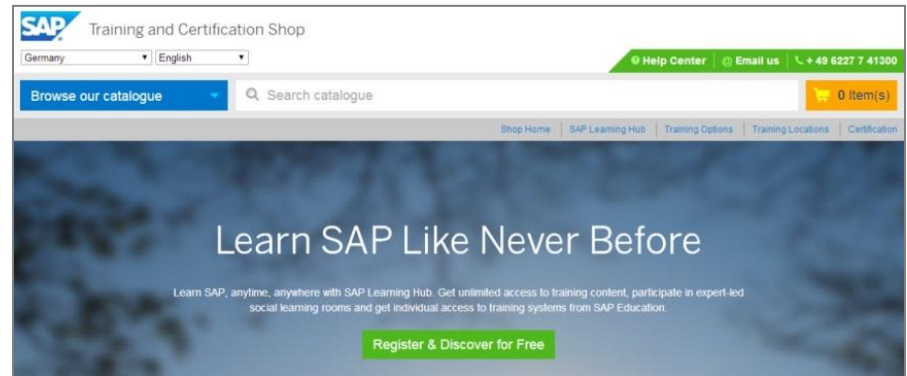 SAP Training and Certification Shop
Germany English
Help Center Email us + 49 6227 7 41300
Browse our catalogue Search catalogue 0 Item(s)
Shop Home SAP Learning Hub Training Options Training Locations Certification
Learn SAP Like Never Before
Learn SAP, anytime, anywhere with SAP Learning Hub. Get unlimited access to training content, participate in expert-led
social learning rooms and get individual access to training systems from SAP Education.
Register & Discover for Free